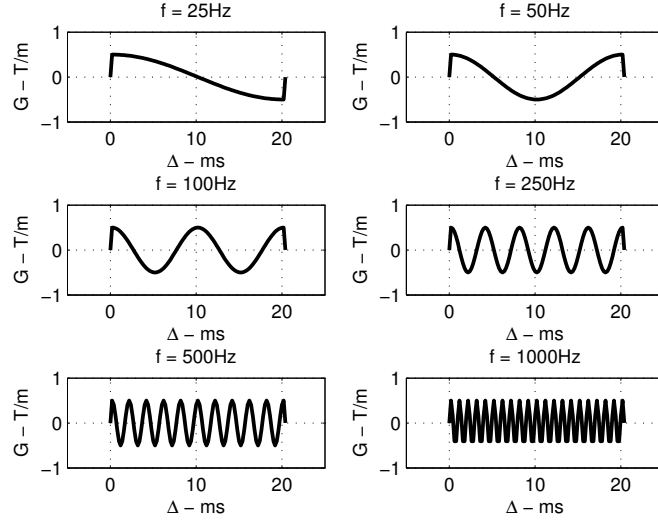 f = 25Hz
G − T/m
1
0
−1
0 10 20
Δ − ms
f = 50Hz
G − T/m
1
0
−1
0 10 20
Δ − ms
f = 100Hz
G − T/m
1
0
−1
0 10 20
Δ − ms
f = 250Hz
G − T/m
1
0
−1
0 10 20
Δ − ms
f = 500Hz
G − T/m
1
0
−1
0 10 20
Δ − ms
f = 1000Hz
G − T/m
1
0
−1
0 10 20
Δ − ms